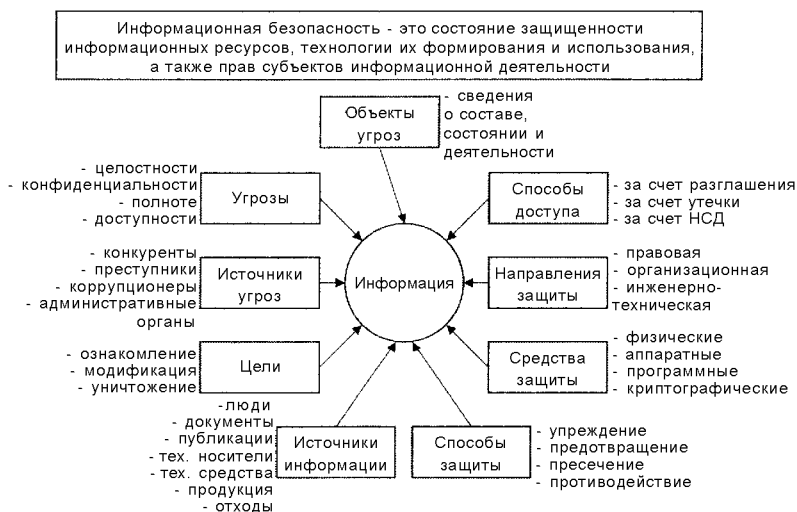 Информационная безопасность - это состояние защищенности
информационных ресурсов, технологии их формирования и использования,
а также прав субъектов информационной деятельности
Объекты
угроз
- сведения
о составе,
состоянии и
деятельности
- целостности
- конфиденциальности
- полноте
- доступности
Угрозы
Способы
доступа
- за счет разглашения
- за счет утечки
- за счет НСД
- конкуренты
- преступники
- коррупционеры
- административные
органы
Источники
угроз
Информация
Направления
защиты
- правовая
- организационная
- инженерно-
техническая
- ознакомление
- модификация
- уничтожение
Цели
Средства
защиты
- физические
- аппаратные
- программные
- криптографические
-люди
- документы
- публикации
- тех. носители
- тех. средства
- продукция
- отходы
Источники
информации
Способы
защиты
- упреждение
- предотвращение
- пресечение
- противодействие